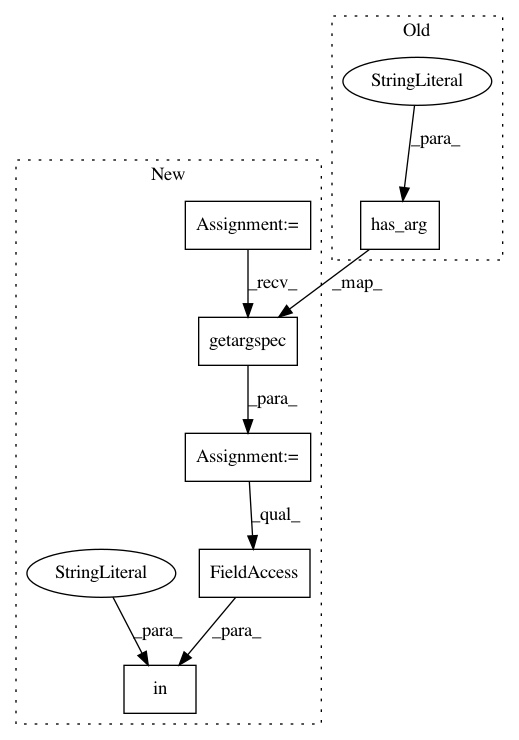 Old
StringLiteral
_para_
New
Assignment:=
has_arg
_recv_
_map_
getargspec
_para_
Assignment:=
_qual_
StringLiteral
FieldAccess
_para_
_para_
in